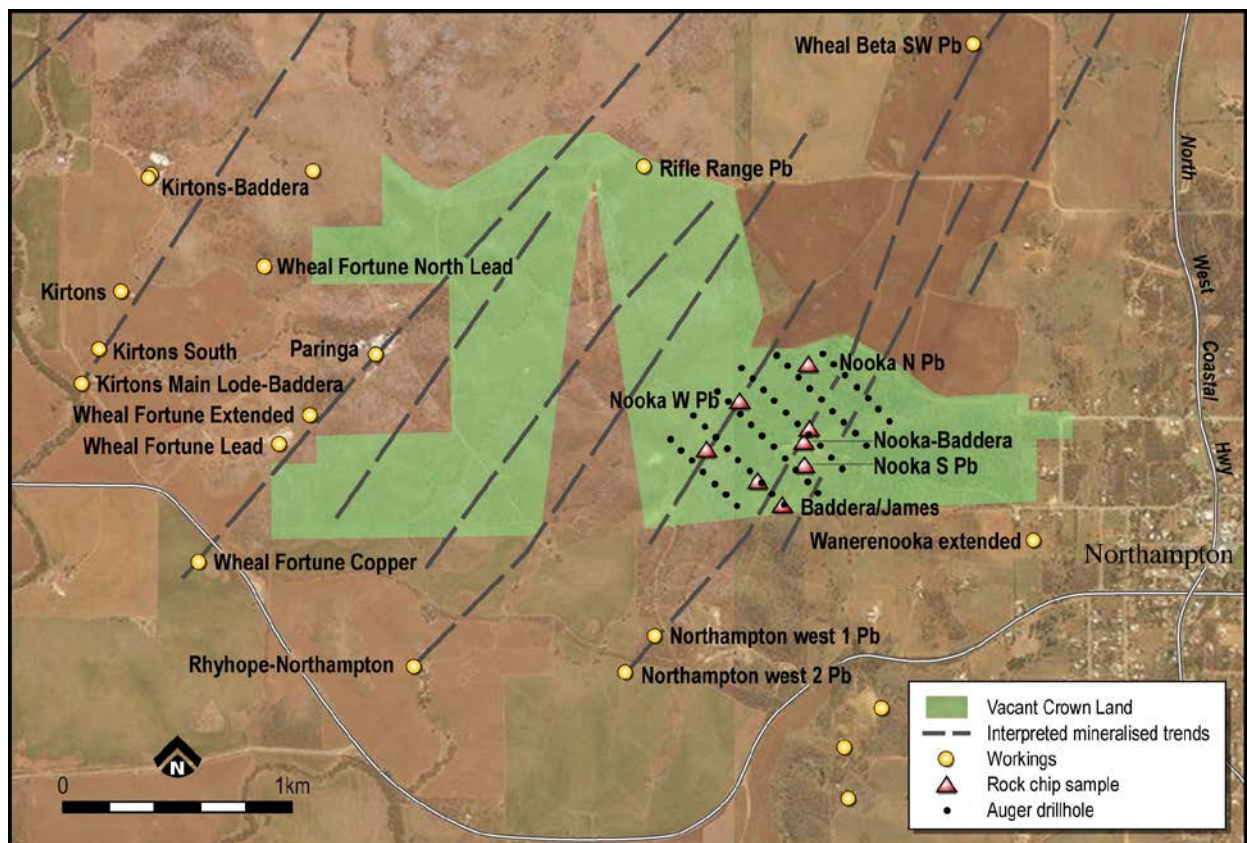 Wheal Beta SW Pb
North
West
Coastal
Hwy
Rifle Range Pb
Kirtons-Baddera
Wheal Fortune North Lead
Kirtons
Kirtons South
Paringa
Kirtons Main Lode-Baddera
Nooka N Pb
Nooka W Pb
Wheal Fortune Extended
Wheal Fortune Lead
Nooka-Baddera
Nooka S Pb
Baddera/James
Wanerenooka extended
Northampton
Wheal Fortune Copper
Northampton west 1 Pb
Rhyhope-Northampton
Northampton west 2 Pb
N
0 1km
Vacant Crown Land
Interpreted mineralised trends
Workings
Rock chip sample
Auger drillhole